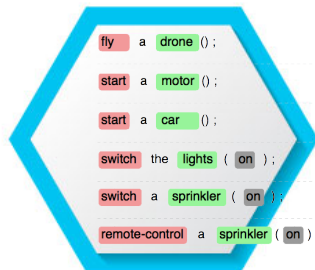 fly a drone () ;
start a motor () ;
start a car () ;
switch the lights ( on ) ;
switch a sprinkler ( on ) ;
remote-control a sprinkler ( on )